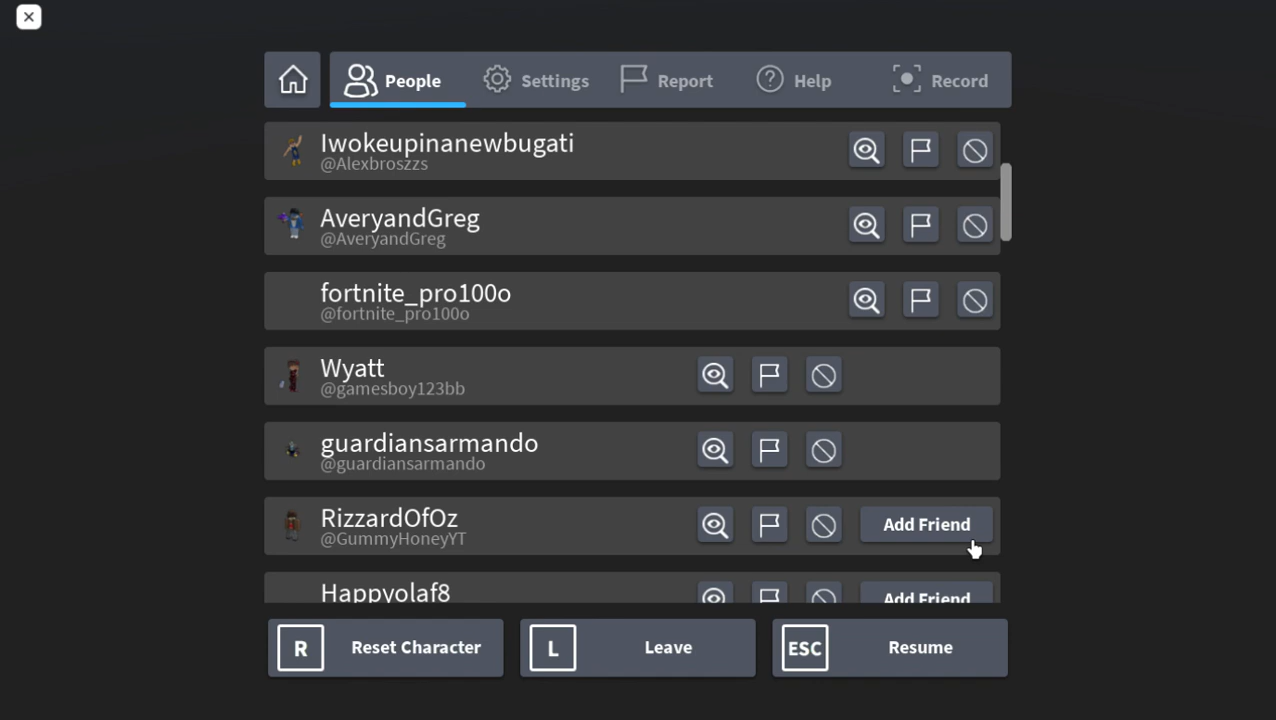 People
Settings
Report
Help
Record
Iwokeupinanewbugati
@Alexbroszzs
AveryandGreg
@AveryandGreg
fortnite_pro100o
@fortnite_pro100o
Wyatt
@gamesboy123bb
guardiansarmando
@guardiansarmando
RizzardOfOz
@GummyHoneyYT
Add Friend
Happyolaf8
Add Friend
R Reset Character
L Leave
ESC Resume